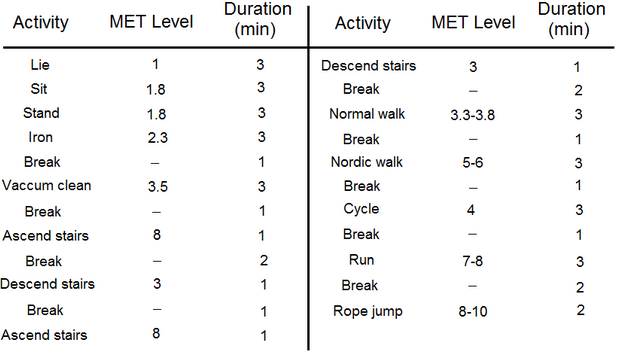 Activity MET Level Duration (min)
Lie 1 3
Sit 1.8 3
Stand 1.8 3
Iron 2.3 3
Break – 1
Vaccum clean 3.5 3
Break – 1
Ascend stairs 8 1
Break – 2
Descend stairs 3 1
Break – 1
Ascend stairs 8 1
Activity MET Level Duration (min)
Descend stairs 3 1
Break – 2
Normal walk 3.3-3.8 3
Break – 1
Nordic walk 5-6 3
Break – 1
Cycle 4 3
Break – 1
Run 7-8 3
Break – 2
Rope jump 8-10 2